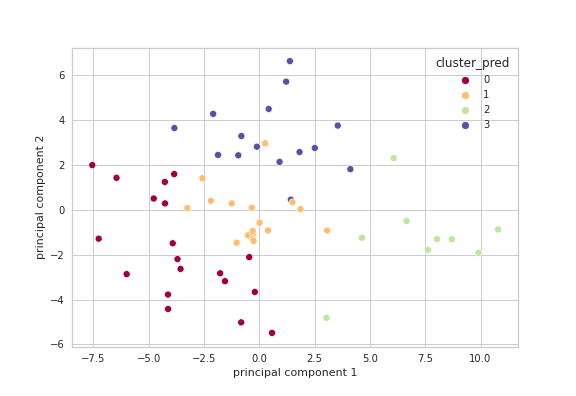 cluster_pred
0
1
2
3
6
4
2
0
−2
−4
−6
principal component 2
−7.5 −5.0 −2.5 0.0 2.5 5.0 7.5 10.0
principal component 1